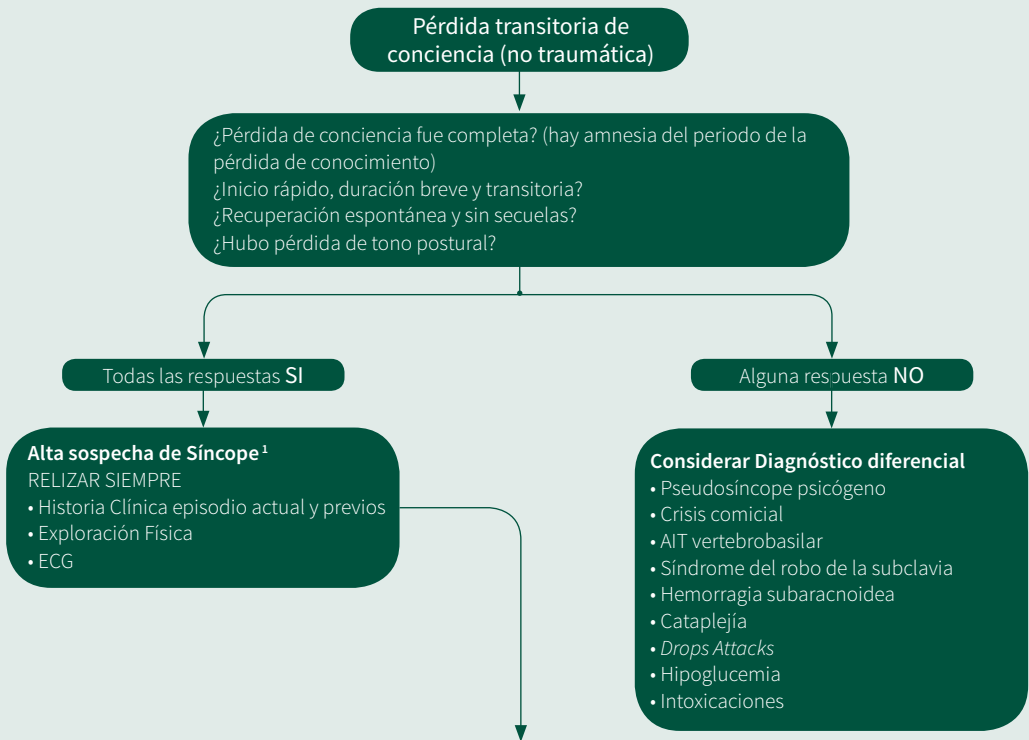 Pérdida transitoria de
conciencia (no traumática)
¿Pérdida de conciencia fue completa? (hay amnesia del periodo de la
pérdida de conocimiento)
¿Inicio rápido, duración breve y transitoria?
¿Recuperación espontánea y sin secuelas?
¿Hubo pérdida de tono postural?
Todas las respuestas SI
Alta sospecha de Síncope¹
RELIZAR SIEMPRE
• Historia Clínica episodio actual y previos
• Exploración Física
• ECG
Alguna respuesta NO
Considerar Diagnóstico diferencial
• Pseudosíncope psicógeno
• Crisis comicial
• AIT vertebrobasilar
• Síndrome del robo de la subclavia
• Hemorragia subaracnoidea
• Cataplejía
• Drops Attacks
• Hipoglucemia
• Intoxicaciones